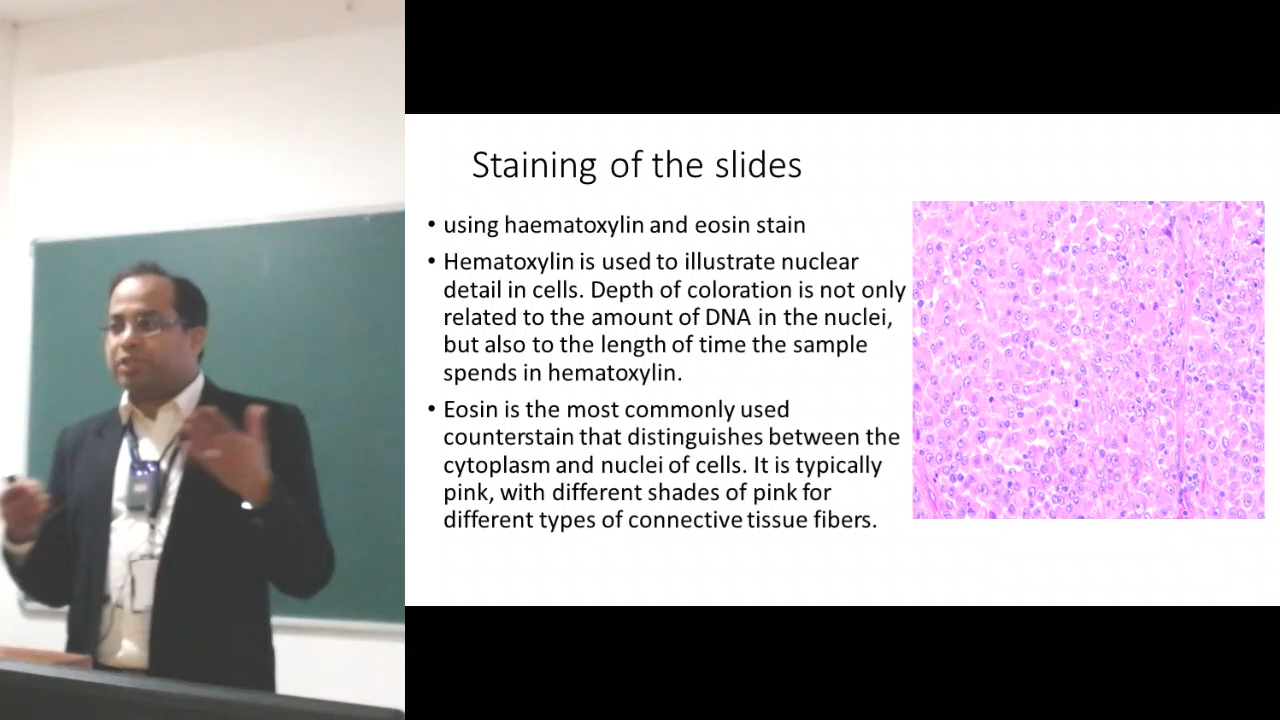 Staining of the slides
• using haematoxylin and eosin stain
• Hematoxylin is used to illustrate nuclear
detail in cells. Depth of coloration is not only
related to the amount of DNA in the nuclei,
but also to the length of time the sample
spends in hematoxylin.
• Eosin is the most commonly used
counterstain that distinguishes between the
cytoplasm and nuclei of cells. It is typically
pink, with different shades of pink for
different types of connective tissue fibers.